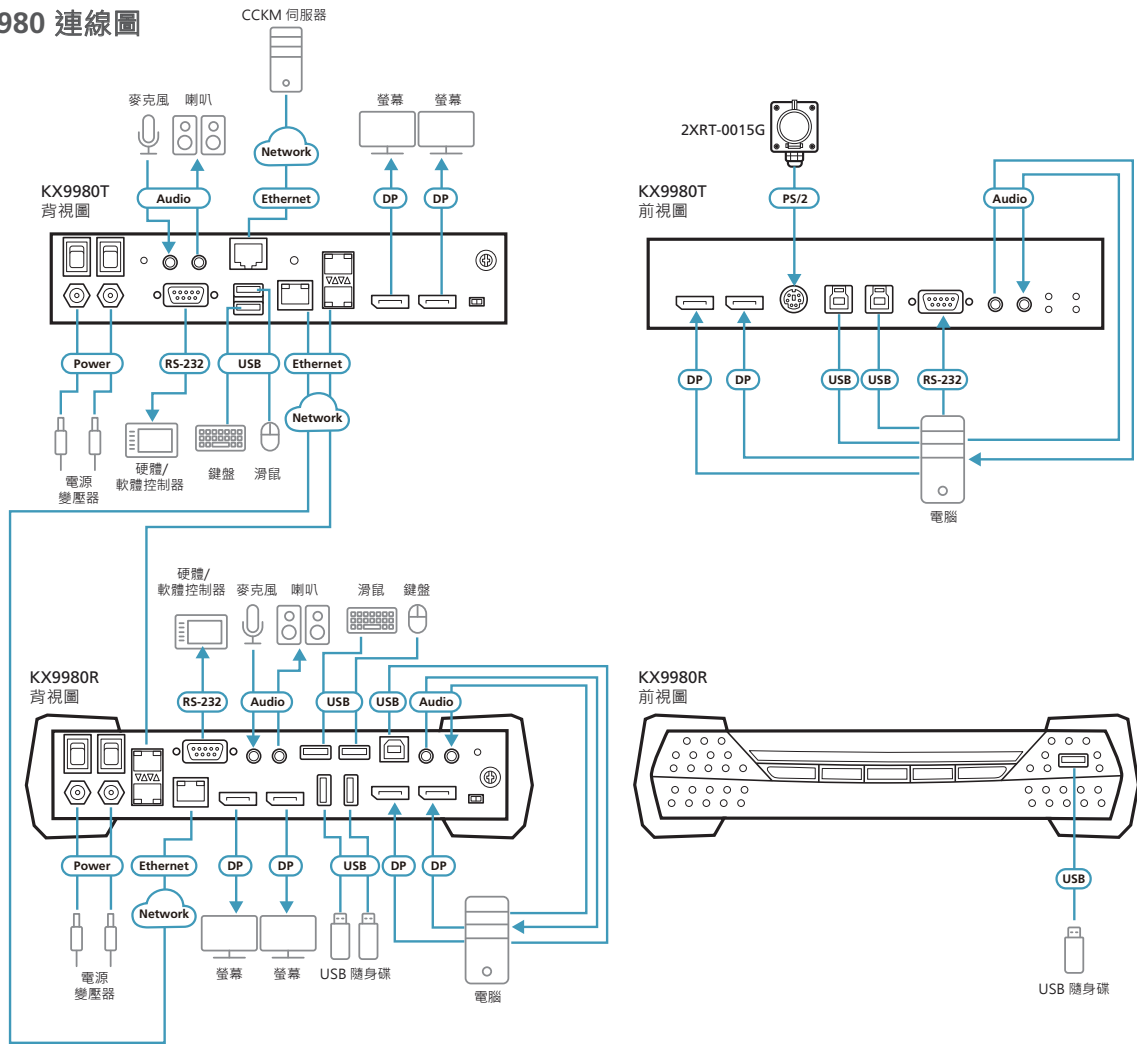 980 連線圖
CCKM 伺服器
麥克風
喇叭
螢幕
螢幕
Network
KX9980T
背視圖
Audio
Ethernet
DP
DP
Power
RS-232
USB
Ethernet
Network
電源
變壓器
硬體/
軟體控制器
鍵盤
滑鼠
2XRT-0015G
KX9980T
前視圖
PS/2
Audio
DP
DP
USB
USB
RS-232
電腦
硬體/
軟體控制器
麥克風
喇叭
滑鼠
鍵盤
KX9980R
背視圖
RS-232
Audio
USB
USB
Audio
Power
Ethernet
DP
DP
USB
DP
DP
Network
電源
變壓器
螢幕
螢幕
USB 隨身碟
電腦
KX9980R
前視圖
USB
USB 隨身碟